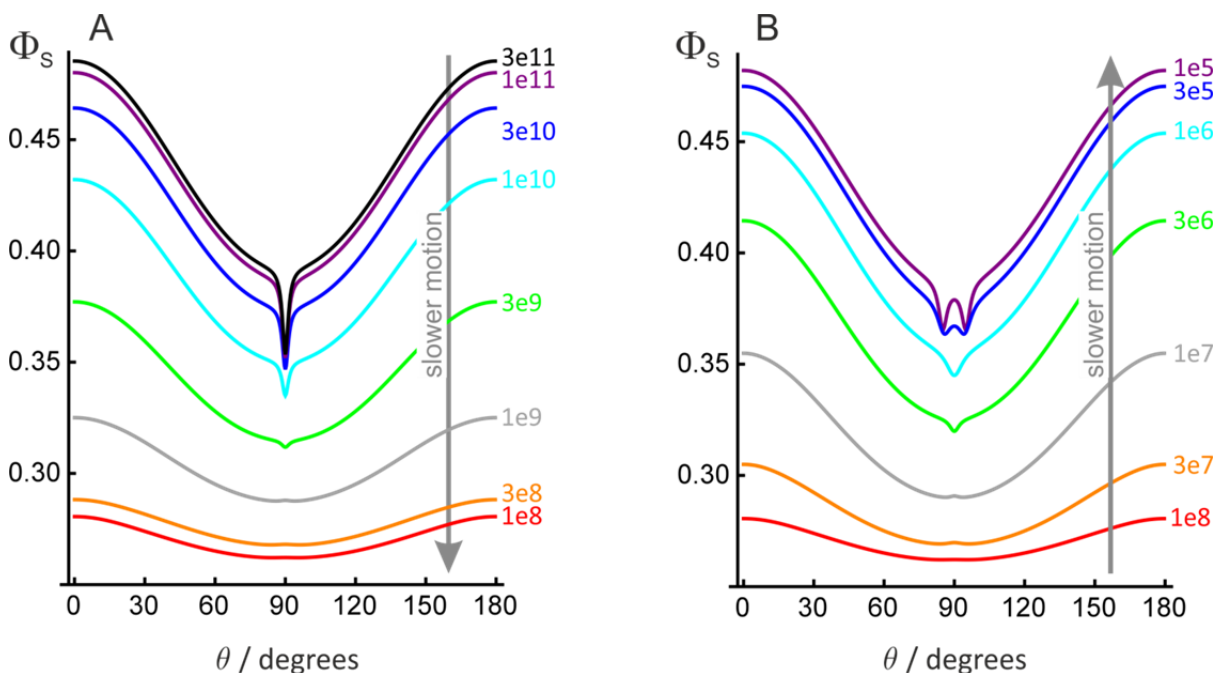 A
Φs
0.45
0.40
0.35
0.30
3e11
1e11
3e10
1e10
3e9
1e9
3e8
1e8
slower motion
0 30 60 90 120 150 180
θ / degrees
B
Φs
0.45
0.40
0.35
0.30
1e5
3e5
1e6
3e6
1e7
3e7
1e8
slower motion
0 30 60 90 120 150 180
θ / degrees